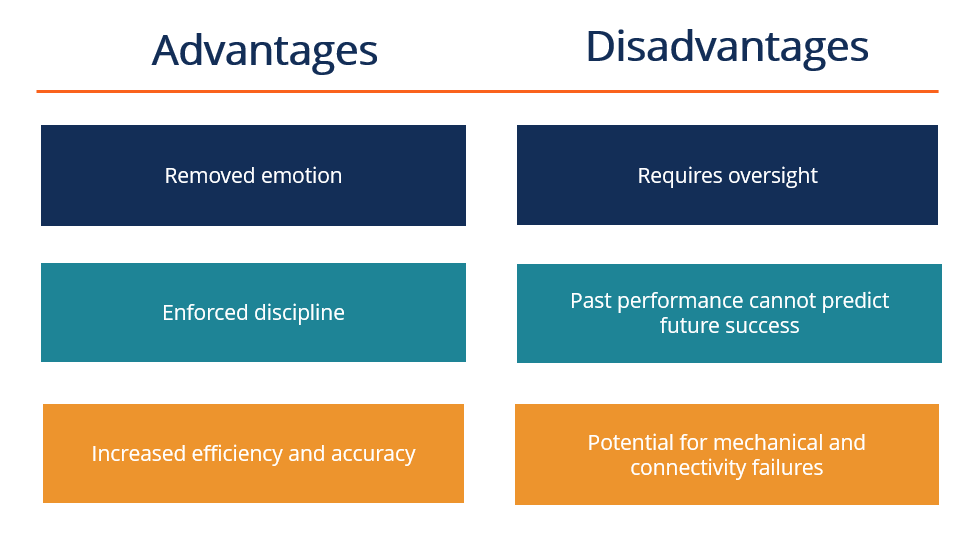 Advantages
Disadvantages
Removed emotion
Requires oversight
Enforced discipline
Past performance cannot predict
future success
Increased efficiency and accuracy
Potential for mechanical and
connectivity failures